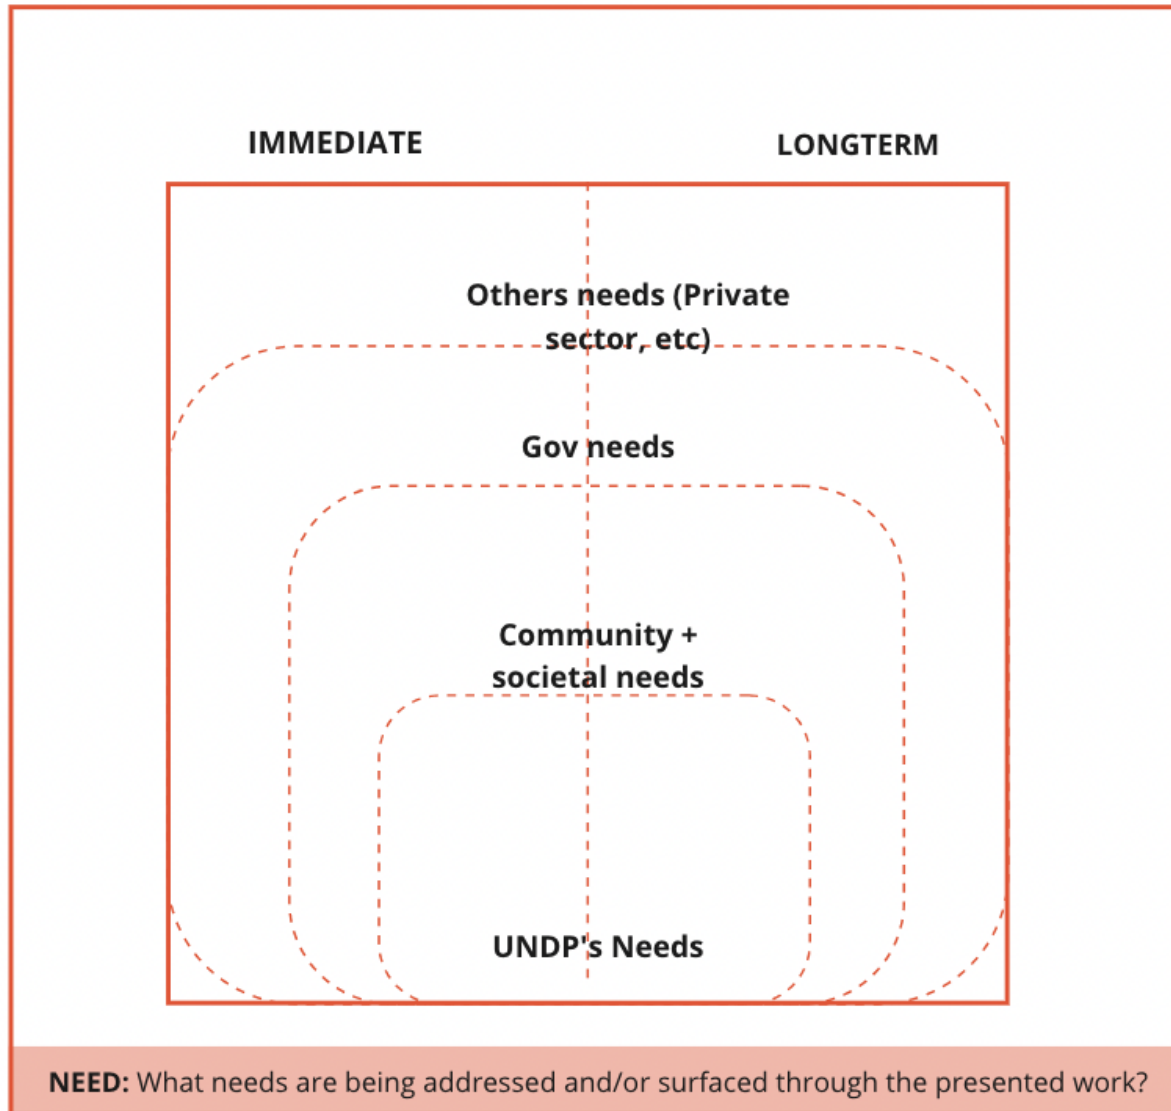 IMMEDIATE
LONGTERM
Others needs (Private
sector, etc)
Gov needs
Community +
societal needs
UNDP's Needs
NEED: What needs are being addressed and/or surfaced through the presented work?